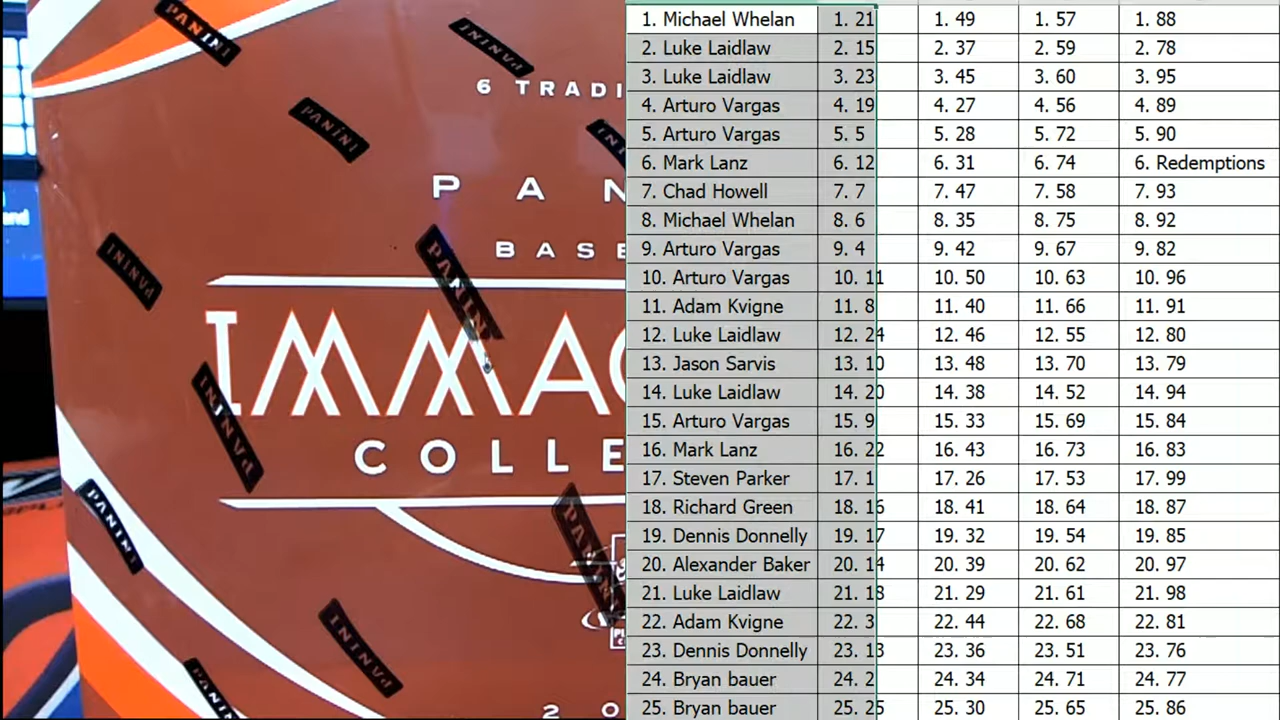 PANINI
PANINI
6 TRADI
PANINI
P A N
BASE
PANINI
PANINI
IMMAC
PANINI
COLLE
PANINI
PANINI
PANINI
2 0
1. Michael Whelan 1. 21 1. 49 1. 57 1. 88
2. Luke Laidlaw 2. 15 2. 37 2. 59 2. 78
3. Luke Laidlaw 3. 23 3. 45 3. 60 3. 95
4. Arturo Vargas 4. 19 4. 27 4. 56 4. 89
5. Arturo Vargas 5. 5 5. 28 5. 72 5. 90
6. Mark Lanz 6. 12 6. 31 6. 74 6. Redemptions
7. Chad Howell 7. 7 7. 47 7. 58 7. 93
8. Michael Whelan 8. 6 8. 35 8. 75 8. 92
9. Arturo Vargas 9. 4 9. 42 9. 67 9. 82
10. Arturo Vargas 10. 11 10. 50 10. 63 10. 96
11. Adam Kvigne 11. 8 11. 40 11. 66 11. 91
12. Luke Laidlaw 12. 24 12. 46 12. 55 12. 80
13. Jason Sarvis 13. 10 13. 48 13. 70 13. 79
14. Luke Laidlaw 14. 20 14. 38 14. 52 14. 94
15. Arturo Vargas 15. 9 15. 33 15. 69 15. 84
16. Mark Lanz 16. 22 16. 43 16. 73 16. 83
17. Steven Parker 17. 1 17. 26 17. 53 17. 99
18. Richard Green 18. 16 18. 41 18. 64 18. 87
19. Dennis Donnelly 19. 17 19. 32 19. 54 19. 85
20. Alexander Baker 20. 14 20. 39 20. 62 20. 97
21. Luke Laidlaw 21. 18 21. 29 21. 61 21. 98
22. Adam Kvigne 22. 3 22. 44 22. 68 22. 81
23. Dennis Donnelly 23. 13 23. 36 23. 51 23. 76
24. Bryan bauer 24. 2 24. 34 24. 71 24. 77
25. Bryan bauer 25. 25 25. 30 25. 65 25. 86